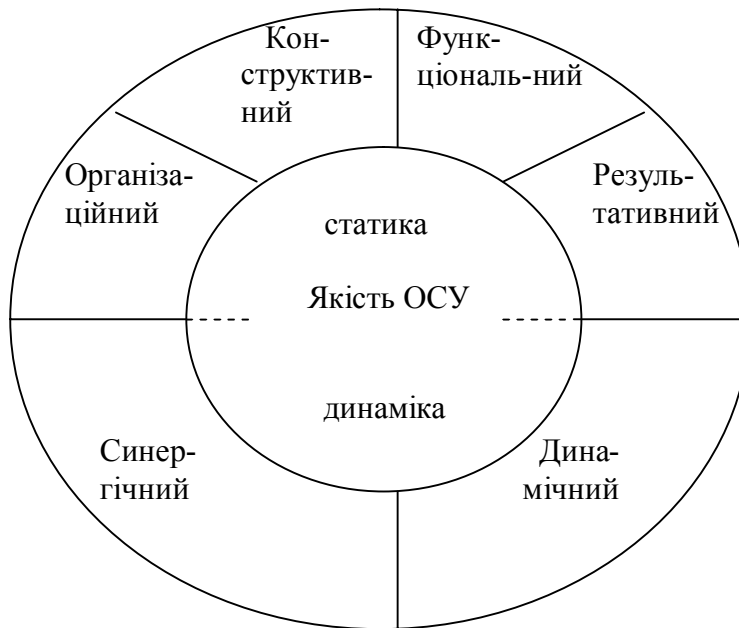 Кон-
структив-
ний
Функ-
ціональ-ний
Організа-
ційний
Резуль-
тативний
статика
Якість ОСУ
динаміка
Синер-
гічний
Дина-
мічний